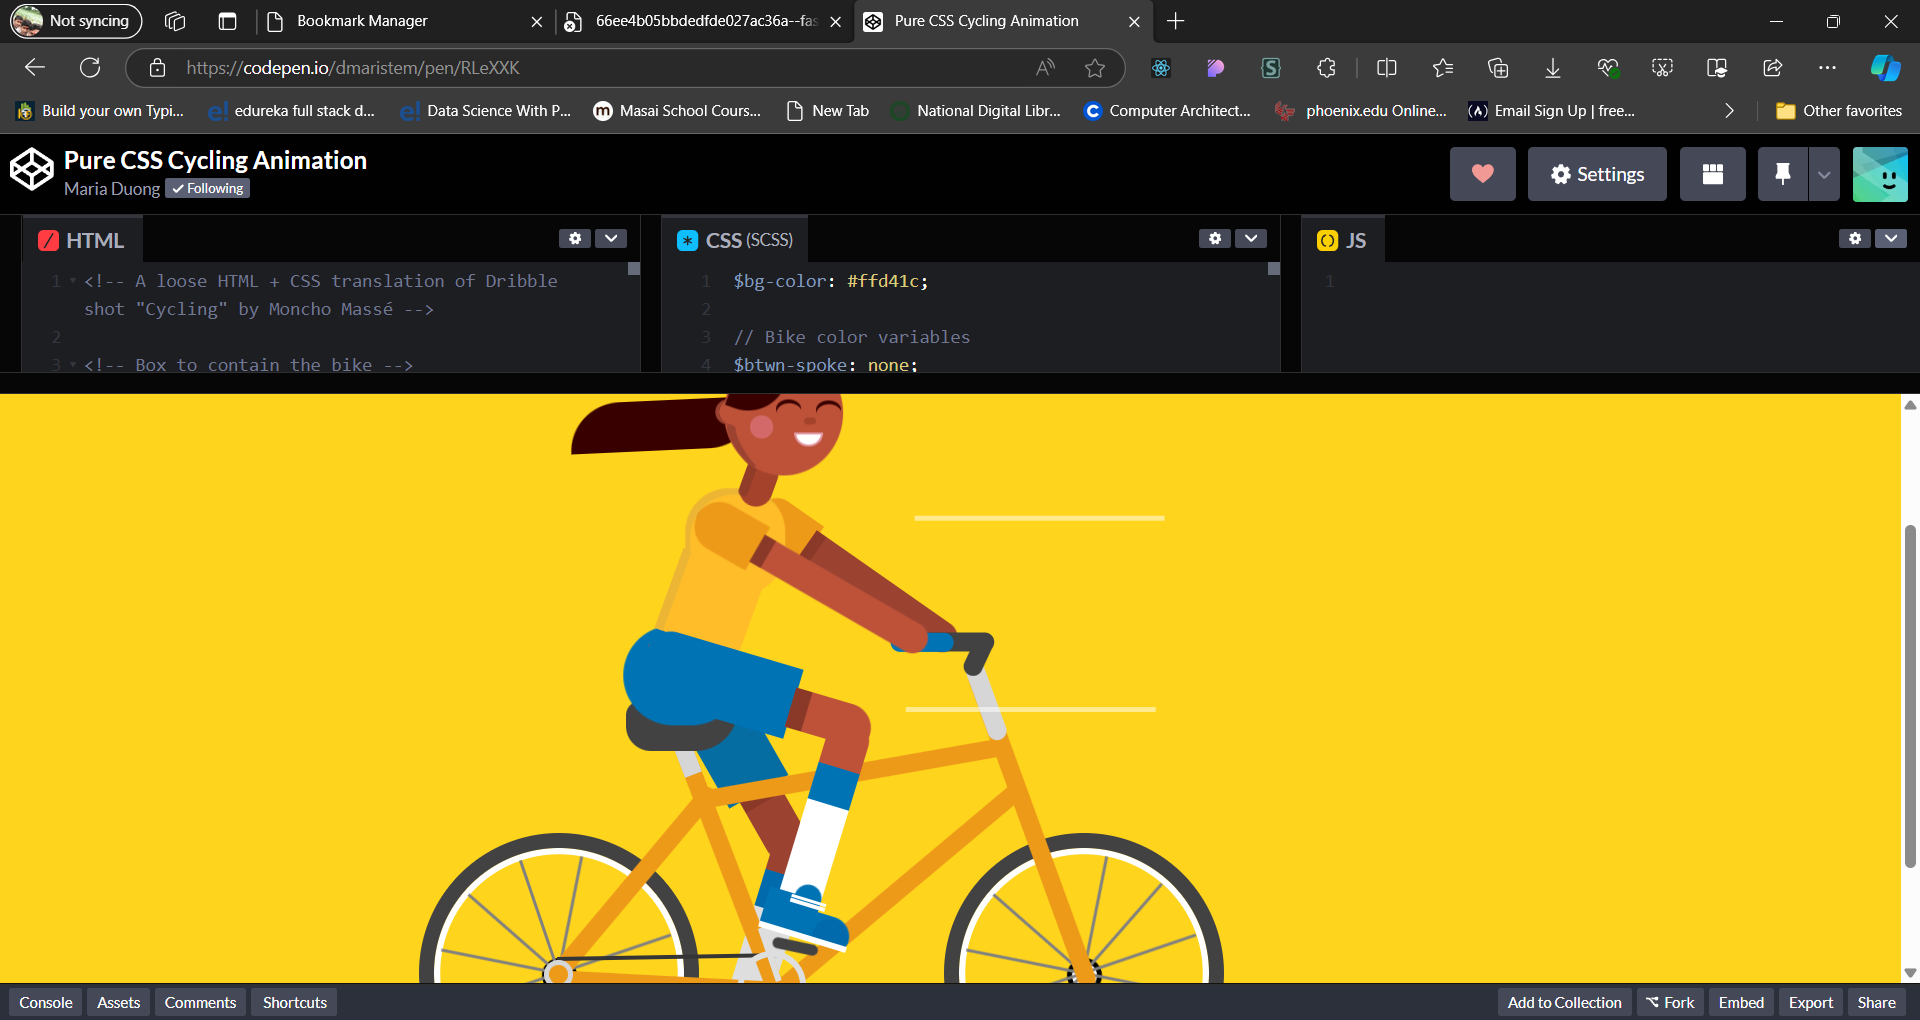 Not syncing
Bookmark Manager
66ee4b05bbdedfde027ac36a--fas
Pure CSS Cycling Animation
https://codepen.io/dmaristem/pen/RLeXXK
Build your own Typi...
edureka full stack d...
Data Science With P...
Masai School Cours...
New Tab
National Digital Libr...
Computer Architect...
phoenix.edu Online...
Email Sign Up | free...
Other favorites
Pure CSS Cycling Animation
Maria Duong
Following
Settings
HTML
CSS (SCSS)
JS
1 <!-- A loose HTML + CSS translation of Dribble
shot "Cycling" by Moncho Massé -->
2
3 <!-- Box to contain the bike -->
1 $bg-color: #ffd41c;
2
3 // Bike color variables
4 $btwn-spoke: none;
1
Console
Assets
Comments
Shortcuts
Add to Collection
Fork
Embed
Export
Share